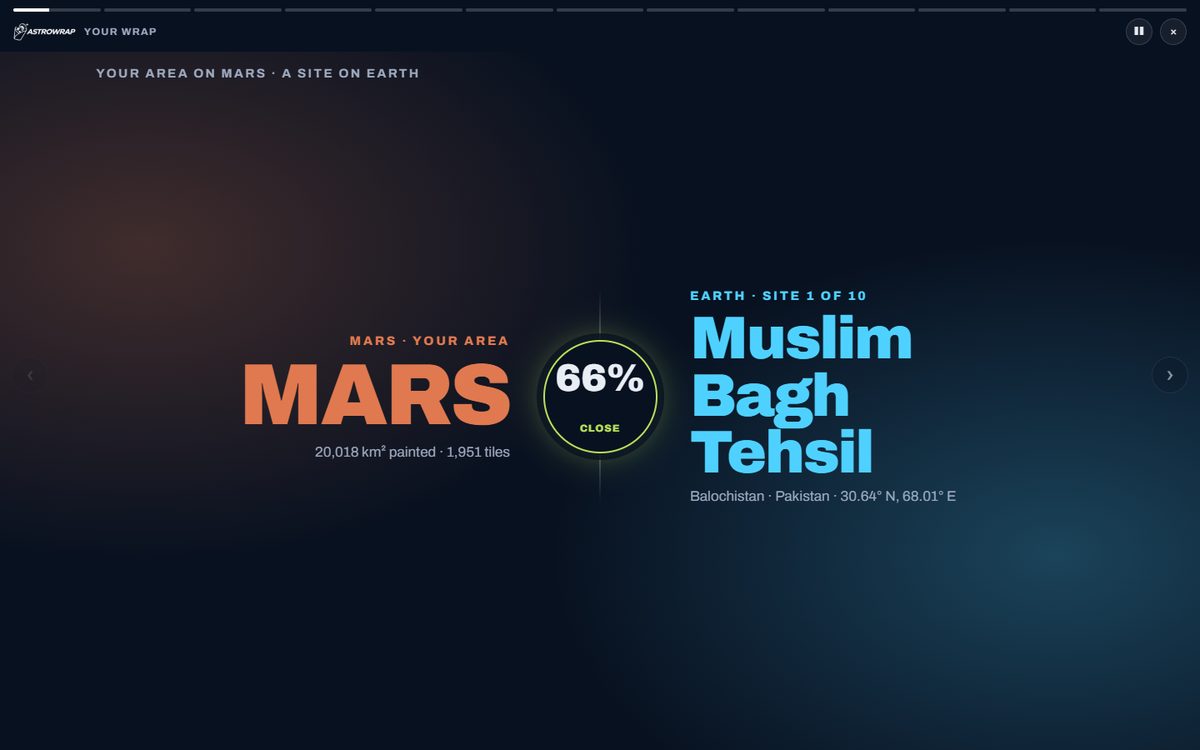 ASTROWRAP YOUR WRAP
×
YOUR AREA ON MARS · A SITE ON EARTH
EARTH · SITE 1 OF 10
Muslim
Bagh
Tehsil
Balochistan · Pakistan · 30.64° N, 68.01° E
MARS · YOUR AREA
MARS
20,018 km² painted · 1,951 tiles
66%
CLOSE
‹
›